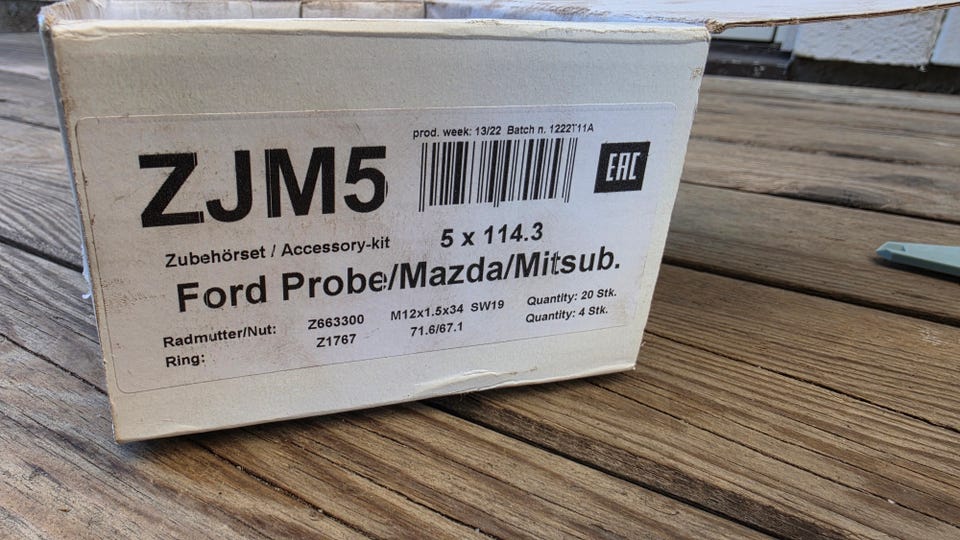 prod. week: 13/22 Batch n. 1222T11A
ZJM5
EAC
Zubehörset / Accessory-kit
5 x 114.3
Ford Probe/Mazda/Mitsub.
Radmutter/Nut: Z663300 M12x1.5x34 SW19 Quantity: 20 Stk.
Ring: Z1767 71.6/67.1 Quantity: 4 Stk.